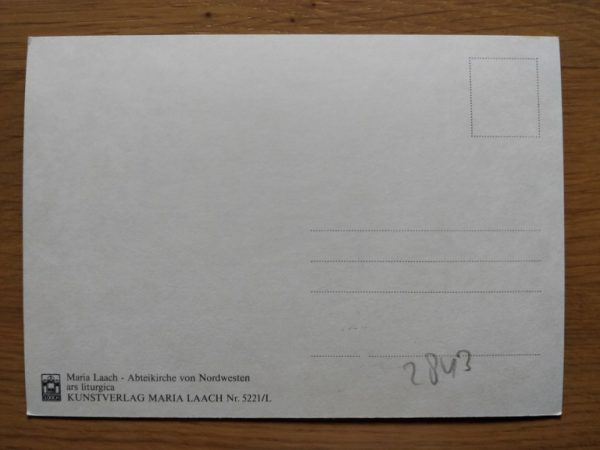 Maria Laach - Abteikirche von Nordwesten
ars liturgica
KUNSTVERLAG MARIA LAACH Nr. 5221/L
2843